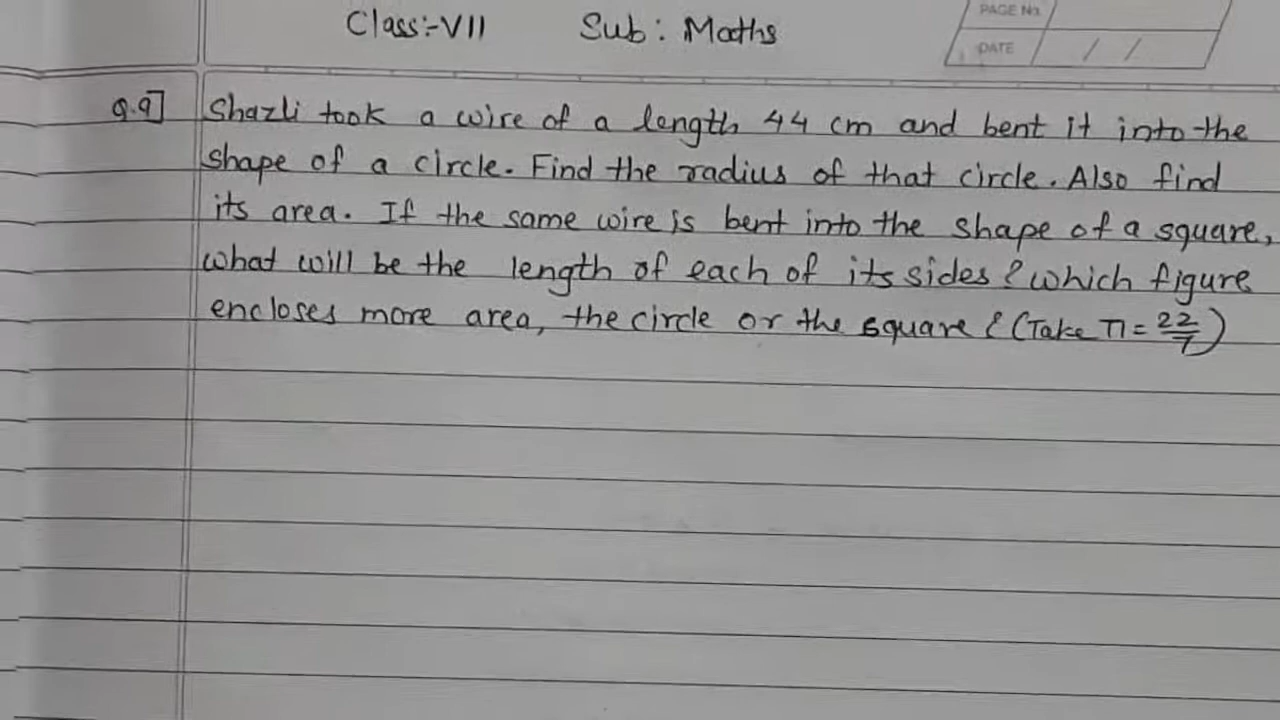 Class:-VII Sub: Maths
PAGE No.
DATE / /
Q.9] Shazli took a wire of a length 44 cm and bent it into the
shape of a circle. Find the radius of that circle. Also find
its area. If the same wire is bent into the shape of a square,
what will be the length of each of its sides? which figure
encloses more area, the circle or the square? (Take π = 22/7)